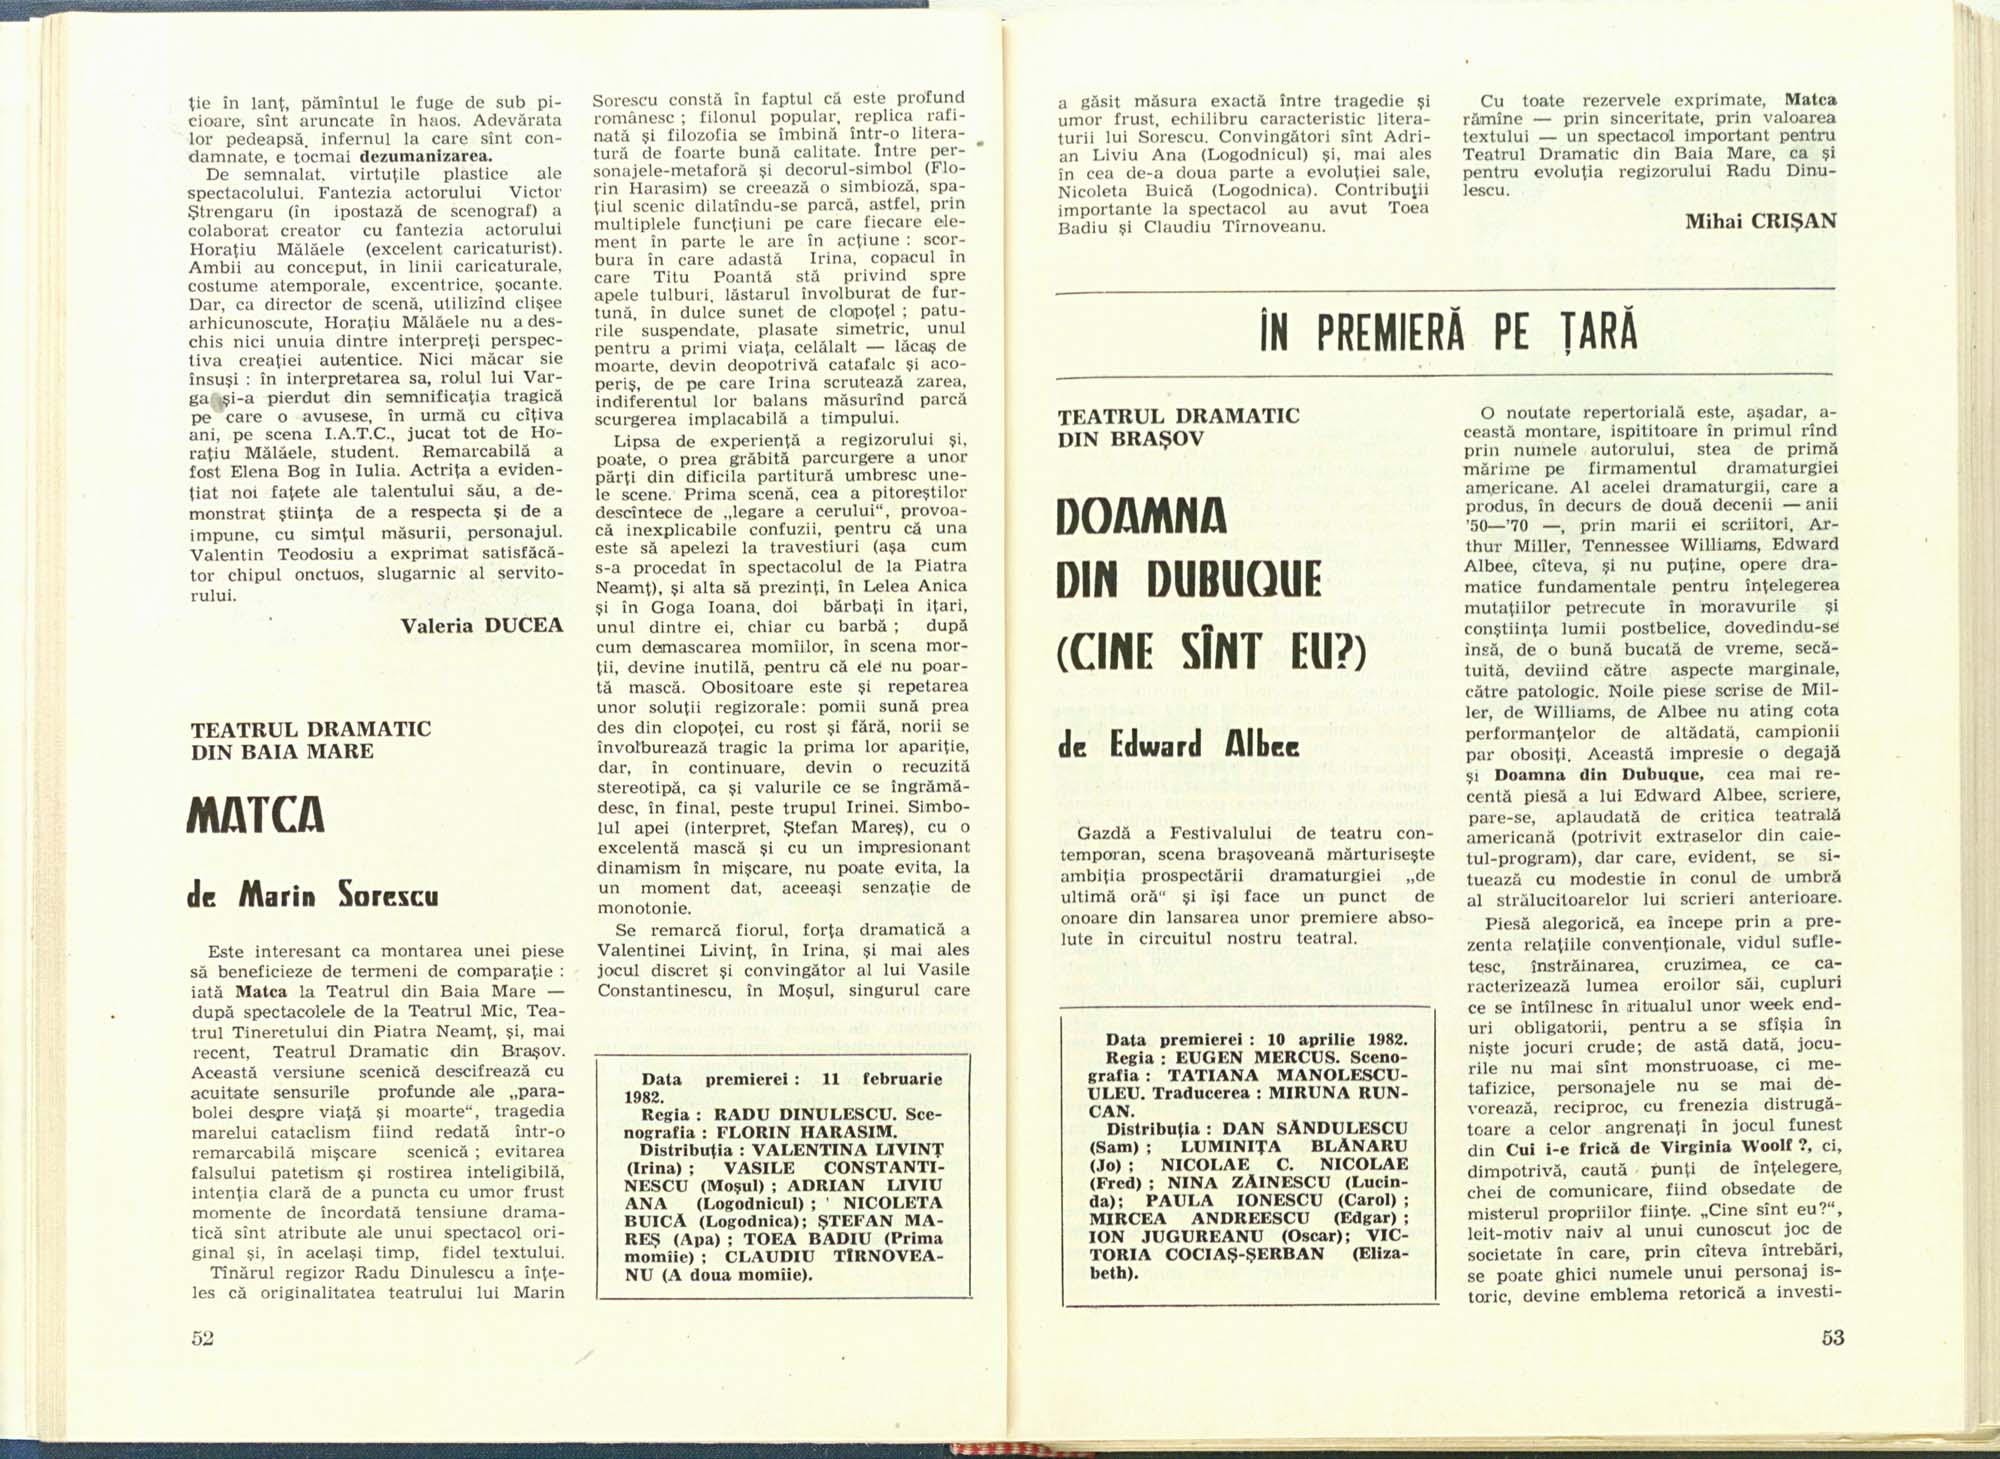 ție în lanț, pămîntul le fuge de sub pi-
cioare, sînt aruncate în haos. Adevărata
lor pedeapsă, infernul la care sînt con-
damnate, e tocmai dezumanizarea.
De semnalat, virtuțile plastice ale
spectacolului. Fantezia actorului Victor
Ștrengaru (în ipostază de scenograf) a
colaborat creator cu fantezia actorului
Horațiu Mălăele (excelent caricaturist).
Ambii au conceput, in linii caricaturale,
costume atemporale, excentrice, șocante.
Dar, ca director de scenă, utilizînd clișee
arhicunoscute, Horațiu Mălăele nu a des-
chis nici unuia dintre interpreți perspec-
tiva creației autentice. Nici măcar sie
însuși : în interpretarea sa, rolul lui Var-
ga și-a pierdut din semnificația tragică
pe care o avusese, în urmă cu cîțiva
ani, pe scena I.A.T.C., jucat tot de Ho-
rațiu Mălăele, student. Remarcabilă a
fost Elena Bog în Iulia. Actrița a eviden-
țiat noi fațete ale talentului său, a de-
monstrat știința de a respecta și de a
impune, cu simțul măsurii, personajul.
Valentin Teodosiu a exprimat satisfăcă-
tor chipul onctuos, slugarnic al servito-
rului.
Valeria DUCEA
TEATRUL DRAMATIC
DIN BAIA MARE
MATCA
de Marin Sorescu
Este interesant ca montarea unei piese
să beneficieze de termeni de comparație :
iată Matca la Teatrul din Baia Mare —
după spectacolele de la Teatrul Mic, Tea-
trul Tineretului din Piatra Neamț, și, mai
recent, Teatrul Dramatic din Brașov.
Această versiune scenică descifrează cu
acuitate sensurile profunde ale „para-
bolei despre viață și moarte“, tragedia
marelui cataclism fiind redată într-o
remarcabilă mișcare scenică ; evitarea
falsului patetism și rostirea inteligibilă,
intenția clară de a puncta cu umor frust
momente de încordată tensiune drama-
tică sînt atribute ale unui spectacol ori-
ginal și, în același timp, fidel textului.
Tînărul regizor Radu Dinulescu a înțe-
les că originalitatea teatrului lui Marin
52
Sorescu constă în faptul că este profund
românesc ; filonul popular, replica rafi-
nată și filozofia se îmbină într-o litera-
tură de foarte bună calitate. Între per-
sonajele-metaforă și decorul-simbol (Flo-
rin Harasim) se creează o simbioză, spa-
țiul scenic dilatîndu-se parcă, astfel, prin
multiplele funcțiuni pe care fiecare ele-
ment în parte le are în acțiune : scor-
bura în care adastă Irina, copacul în
care Titu Poantă stă privind spre
apele tulburi, lăstarul învolburat de fur-
tună, în dulce sunet de clopoțel ; patu-
rile suspendate, plasate simetric, unul
pentru a primi viața, celălalt — lăcaș de
moarte, devin deopotrivă catafalc și aco-
periș, de pe care Irina scrutează zarea,
indiferentul lor balans măsurînd parcă
scurgerea implacabilă a timpului.
Lipsa de experiență a regizorului și,
poate, o prea grăbită parcurgere a unor
părți din dificila partitură umbresc une-
le scene. Prima scenă, cea a pitoreștilor
descîntece de „legare a cerului“, provoa-
că inexplicabile confuzii, pentru că una
este să apelezi la travestiuri (așa cum
s-a procedat în spectacolul de la Piatra
Neamț), și alta să prezinți, în Lelea Anica
și în Goga Ioana, doi bărbați în ițari,
unul dintre ei, chiar cu barbă ; după
cum demascarea momiilor, în scena mor-
ții, devine inutilă, pentru că ele nu poar-
tă mască. Obositoare este și repetarea
unor soluții regizorale: pomii sună prea
des din clopoței, cu rost și fără, norii se
învolburează tragic la prima lor apariție,
dar, în continuare, devin o recuzită
stereotipă, ca și valurile ce se îngrămă-
desc, în final, peste trupul Irinei. Simbo-
lul apei (interpret, Ștefan Mareș), cu o
excelentă mască și cu un impresionant
dinamism în mișcare, nu poate evita, la
un moment dat, aceeași senzație de
monotonie.
Se remarcă fiorul, forța dramatică a
Valentinei Livinț, în Irina, și mai ales
jocul discret și convingător al lui Vasile
Constantinescu, în Moșul, singurul care
Data premierei : 11 februarie
1982.
Regia : RADU DINULESCU. Sce-
nografia : FLORIN HARASIM.
Distribuția : VALENTINA LIVINȚ
(Irina) ; VASILE CONSTANTI-
NESCU (Moșul) ; ADRIAN LIVIU
ANA (Logodnicul) ; NICOLETA
BUICĂ (Logodnica); ȘTEFAN MA-
REȘ (Apa) ; TOEA BADIU (Prima
momîie) ; CLAUDIU TÎRNOVEA-
NU (A doua momîie).
a găsit măsura exactă între tragedie și
umor frust, echilibru caracteristic litera-
turii lui Sorescu. Convingători sînt Adri-
an Liviu Ana (Logodnicul) și, mai ales
în cea de-a doua parte a evoluției sale,
Nicoleta Buică (Logodnica). Contribuții
importante la spectacol au avut Toea
Badiu și Claudiu Tîrnoveanu.
Cu toate rezervele exprimate, Matca
rămîne — prin sinceritate, prin valoarea
textului — un spectacol important pentru
Teatrul Dramatic din Baia Mare, ca și
pentru evoluția regizorului Radu Dinu-
lescu.
Mihai CRIȘAN
ÎN PREMIERĂ PE ȚARĂ
TEATRUL DRAMATIC
DIN BRAȘOV
DOAMNA
DIN DUBUQUE
(CINE SÎNT EU?)
de Edward Albee
Gazdă a Festivalului de teatru con-
temporan, scena brașoveană mărturisește
ambiția prospectării dramaturgiei „de
ultimă oră“ și își face un punct de
onoare din lansarea unor premiere abso-
lute în circuitul nostru teatral.
Data premierei : 10 aprilie 1982.
Regia : EUGEN MERCUS. Sceno-
grafia : TATIANA MANOLESCU-
ULEU. Traducerea : MIRUNA RUN-
CAN.
Distribuția : DAN SĂNDULESCU
(Sam) ; LUMINIȚA BLĂNARU
(Jo) ; NICOLAE C. NICOLAE
(Fred) ; NINA ZĂINESCU (Lucin-
da); PAULA IONESCU (Carol) ;
MIRCEA ANDREESCU (Edgar) ;
ION JUGUREANU (Oscar); VIC-
TORIA COCIAȘ-ȘERBAN (Eliza-
beth).
O noutate repertorială este, așadar, a-
ceastă montare, ispititoare în primul rînd
prin numele autorului, stea de primă
mărime pe firmamentul dramaturgiei
americane. Al acelei dramaturgii, care a
produs, în decurs de două decenii — anii
’50—’70 —, prin marii ei scriitori, Ar-
thur Miller, Tennessee Williams, Edward
Albee, cîteva, și nu puține, opere dra-
matice fundamentale pentru înțelegerea
mutațiilor petrecute în moravurile și
conștiința lumii postbelice, dovedindu-se
însă, de o bună bucată de vreme, secă-
tuită, deviind către aspecte marginale,
către patologic. Noile piese scrise de Mil-
ler, de Williams, de Albee nu ating cota
performanțelor de altădată, campionii
par obosiți. Această impresie o degajă
și Doamna din Dubuque, cea mai re-
centă piesă a lui Edward Albee, scriere,
pare-se, aplaudată de critica teatrală
americană (potrivit extraselor din caie-
tul-program), dar care, evident, se si-
tuează cu modestie în conul de umbră
al strălucitoarelor lui scrieri anterioare.
Piesă alegorică, ea începe prin a pre-
zenta relațiile convenționale, vidul sufle-
tesc, înstrăinarea, cruzimea, ce ca-
racterizează lumea eroilor săi, cupluri
ce se întîlnesc în ritualul unor week end-
uri obligatorii, pentru a se sfîșia în
niște jocuri crude; de astă dată, jocu-
rile nu mai sînt monstruoase, ci me-
tafizice, personajele nu se mai de-
vorează, reciproc, cu frenezia distrugă-
toare a celor angrenați în jocul funest
din Cui i-e frică de Virginia Woolf ?, ci,
dimpotrivă, caută punți de înțelegere,
chei de comunicare, fiind obsedate de
misterul propriilor ființe. „Cine sînt eu?“,
leit-motiv naiv al unui cunoscut joc de
societate în care, prin cîteva întrebări,
se poate ghici numele unui personaj is-
toric, devine emblema retorică a investi-
53